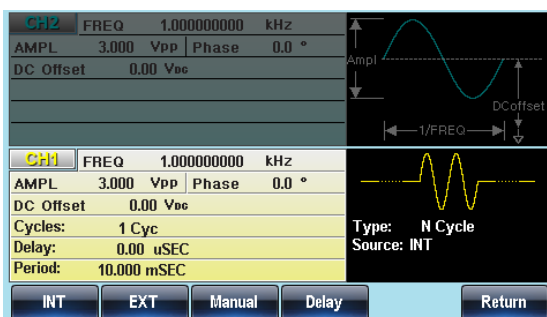 CH2 FREQ 1.000000000 kHz
AMPL 3.000 Vpp Phase 0.0 °
DC Offset 0.00 VDC
Ampl
DCoffset
1/FREQ
CH1 FREQ 1.000000000 kHz
AMPL 3.000 Vpp Phase 0.0 °
DC Offset 0.00 VDC
Cycles: 1 Cyc
Delay: 0.00 uSEC
Period: 10.000 mSEC
Type: N Cycle
Source: INT
INT EXT Manual Delay Return